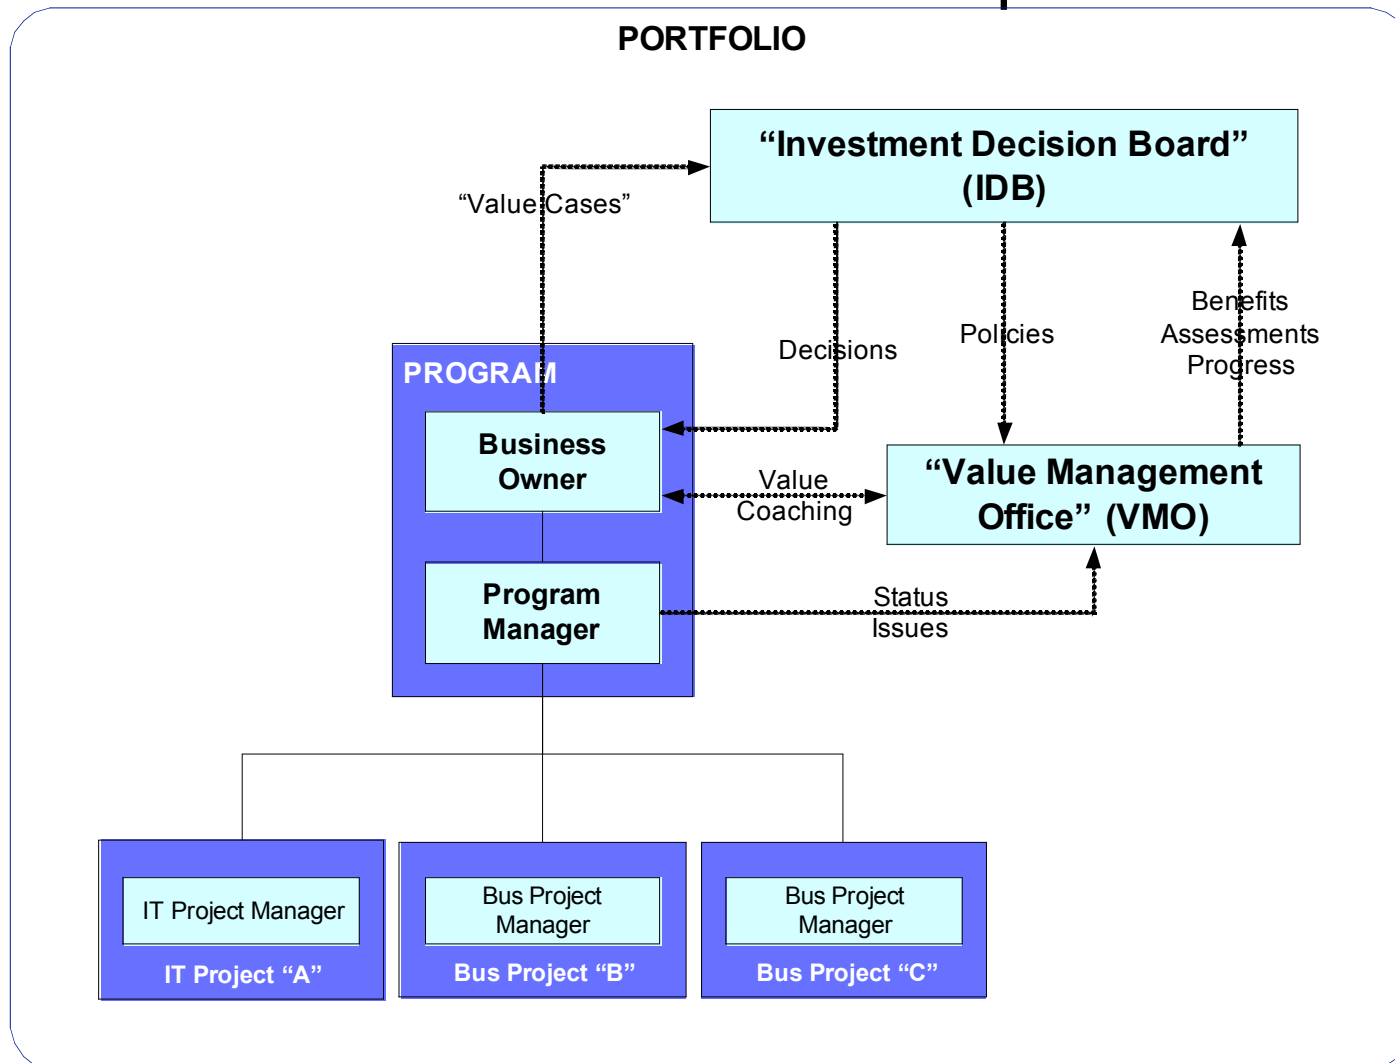 PORTFOLIO
“Investment Decision Board”
(IDB)
“Value Cases”
Decisions
Policies
Benefits
Assessments
Progress
PROGRAM
Business
Owner
Value
Coaching
“Value Management
Office” (VMO)
Program
Manager
Status
Issues
IT Project Manager
IT Project “A”
Bus Project
Manager
Bus Project “B”
Bus Project
Manager
Bus Project “C”